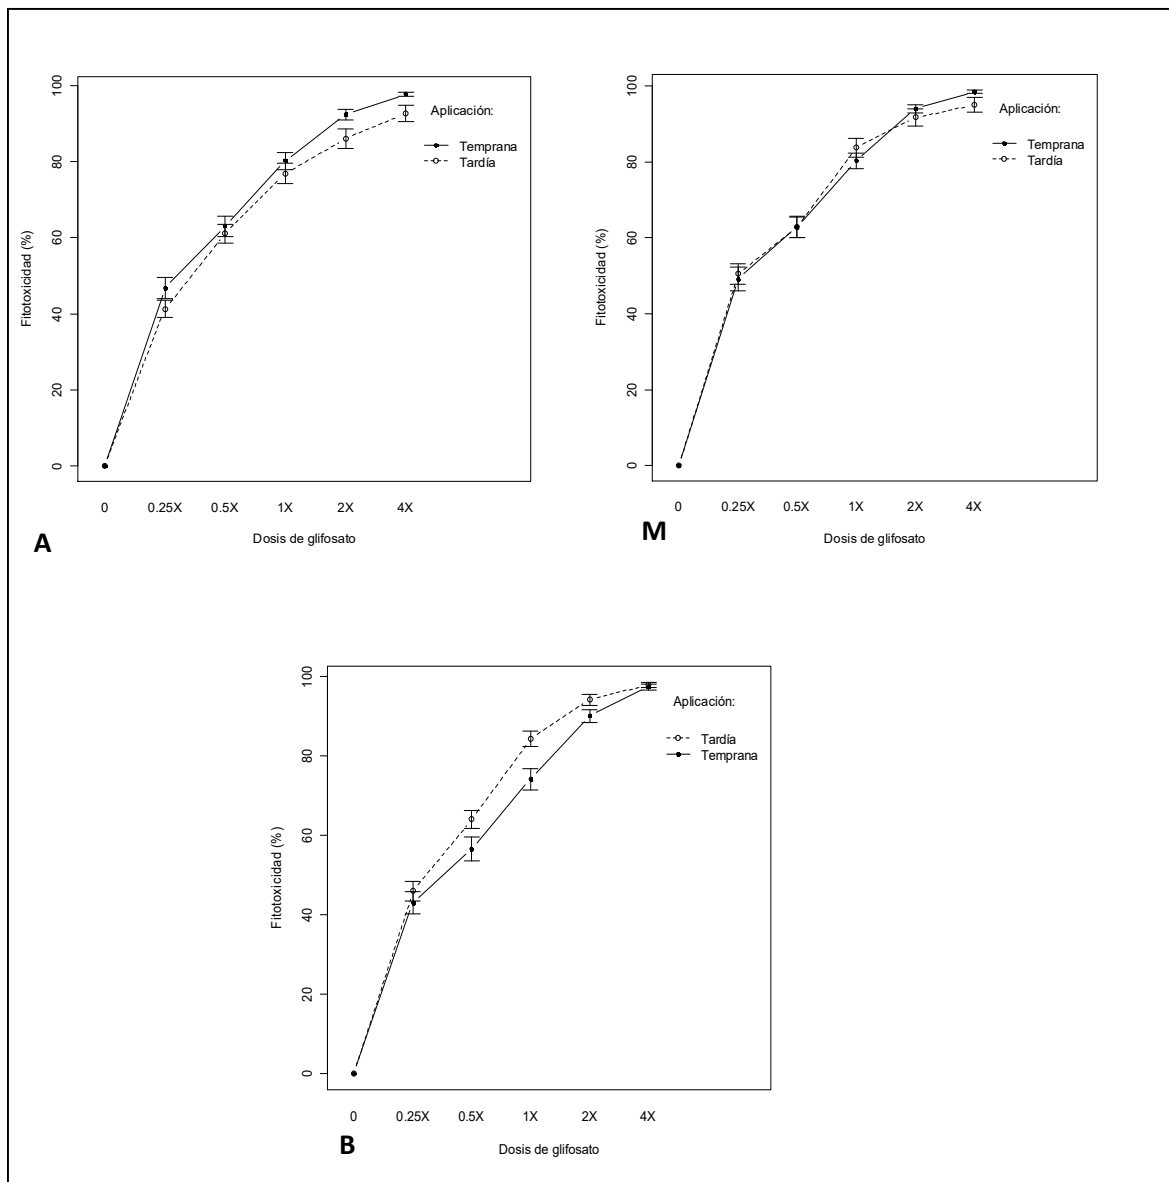 100
80
60
40
20
0
Fitotoxicidad (%)
Aplicación:
Temprana
Tardía
0 0.25X 0.5X 1X 2X 4X
Dosis de glifosato
A
100
80
60
40
20
0
Fitotoxicidad (%)
Aplicación:
Temprana
Tardía
0 0.25X 0.5X 1X 2X 4X
Dosis de glifosato
M
100
80
60
40
20
0
Fitotoxicidad (%)
Aplicación:
Tardía
Temprana
0 0.25X 0.5X 1X 2X 4X
Dosis de glifosato
B